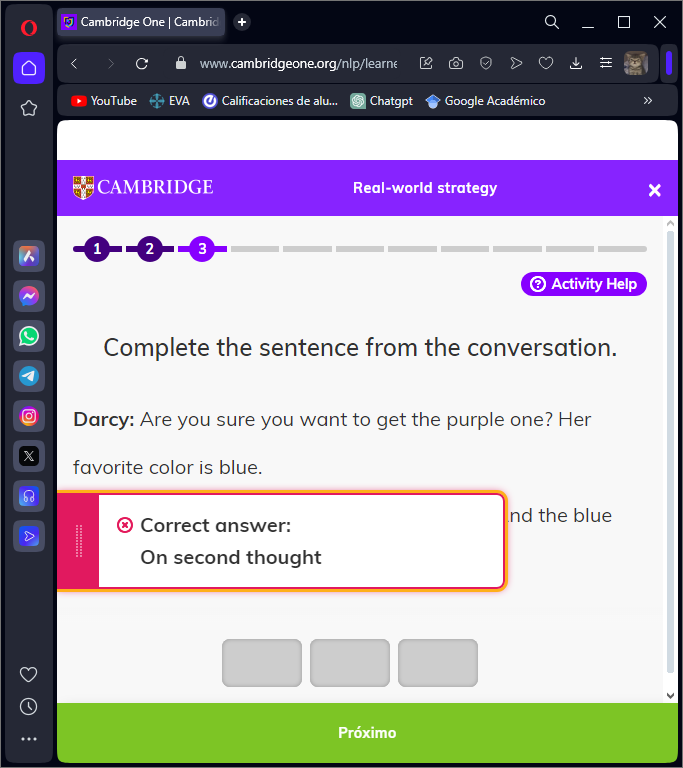 Cambridge One | Cambrid
www.cambridgeone.org/nlp/learne
YouTube EVA Calificaciones de alu... Chatgpt Google Académico »
CAMBRIDGE Real-world strategy
1 2 3
? Activity Help
Complete the sentence from the conversation.
Darcy: Are you sure you want to get the purple one? Her
favorite color is blue.
nd the blue
Correct answer:
On second thought
Próximo